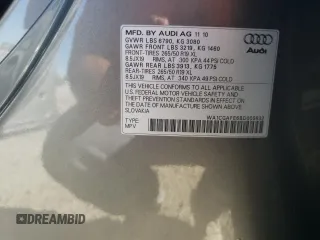 MFD BY AUDI AG 11 10
GVWR LBS 6790, KG 3080
GAWR FRONT LBS 3219, KG 1460
FRONT-TIRES 265/50 R19 XL
8.5JX19 RIMS, AT 300 KPA 44 PSI COLD
GAWR REAR LBS 3913, KG 1775
REAR-TIRES 265/50 R19 XL
8.5JX19 RIMS, AT 340 KPA 49 PSI COLD
THIS VEHICLE CONFORMS TO ALL APPLICABLE
U.S. FEDERAL MOTOR VEHICLE SAFETY AND
THEFT PREVENTION STANDARDS IN EFFECT ON
THE DATE OF MANUFACTURE SHOWN ABOVE.
SLOVAKIA
Audi
TYPE:
MPV
DREAMBID